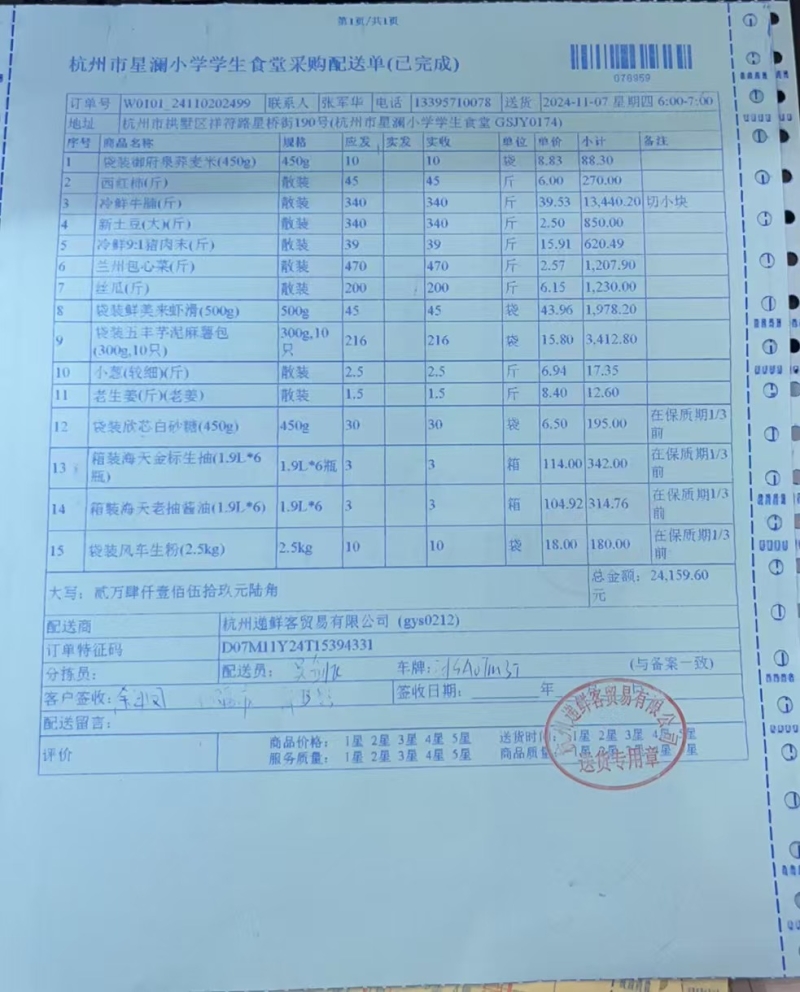 第1页/共1页
杭州市星澜小学学生食堂采购配送单(已完成)
076959
订单号 W0101_24110202499 联系人 张军华 电话 13395710078 送货 2024-11-07 星期四 6:00-7:00
地址 杭州市拱墅区祥符路星桥街190号(杭州市星澜小学学生食堂 GSJY0174)
序号 商品名称 规格 应发 实发 实收 单位 单价 小计 备注
1 袋装御府泉荞麦米(450g) 450g 10 10 袋 8.83 88.30
2 西红柿(斤) 散装 45 45 斤 6.00 270.00
3 冷鲜牛腩(斤) 散装 340 340 斤 39.53 13,440.20 切小块
4 新土豆(大)(斤) 散装 340 340 斤 2.50 850.00
5 冷鲜9:1猪肉末(斤) 散装 39 39 斤 15.91 620.49
6 兰州包心菜(斤) 散装 470 470 斤 2.57 1,207.90
7 丝瓜(斤) 散装 200 200 斤 6.15 1,230.00
8 袋装鲜美来虾滑(500g) 500g 45 45 袋 43.96 1,978.20
9 袋装五丰芋泥麻薯包(300g,10只) 300g,10只 216 216 袋 15.80 3,412.80
10 小葱(较细)(斤) 散装 2.5 2.5 斤 6.94 17.35
11 老生姜(斤)(老姜) 散装 1.5 1.5 斤 8.40 12.60
12 袋装欣芯白砂糖(450g) 450g 30 30 袋 6.50 195.00 在保质期1/3前
13 箱装海天金标生抽(1.9L*6瓶) 1.9L*6瓶 3 3 箱 114.00 342.00 在保质期1/3前
14 箱装海天老抽酱油(1.9L*6) 1.9L*6 3 3 箱 104.92 314.76 在保质期1/3前
15 袋装风车生粉(2.5kg) 2.5kg 10 10 袋 18.00 180.00 在保质期1/3前
大写：贰万肆仟壹佰伍拾玖元陆角 总金额：24,159.60元
配送商 杭州递鲜客贸易有限公司 (gys0212)
订单特征码 D07M11Y24T15394331
分拣员： 配送员： 车牌： (与备案一致)
客户签收： 签收日期： 年
配送留言：
评价 商品价格： 1星 2星 3星 4星 5星 送货时间： 1星 2星 3星 4星 5星
服务质量： 1星 2星 3星 4星 5星 商品质量 星 星
杭州递鲜客贸易有限公司
送货专用章